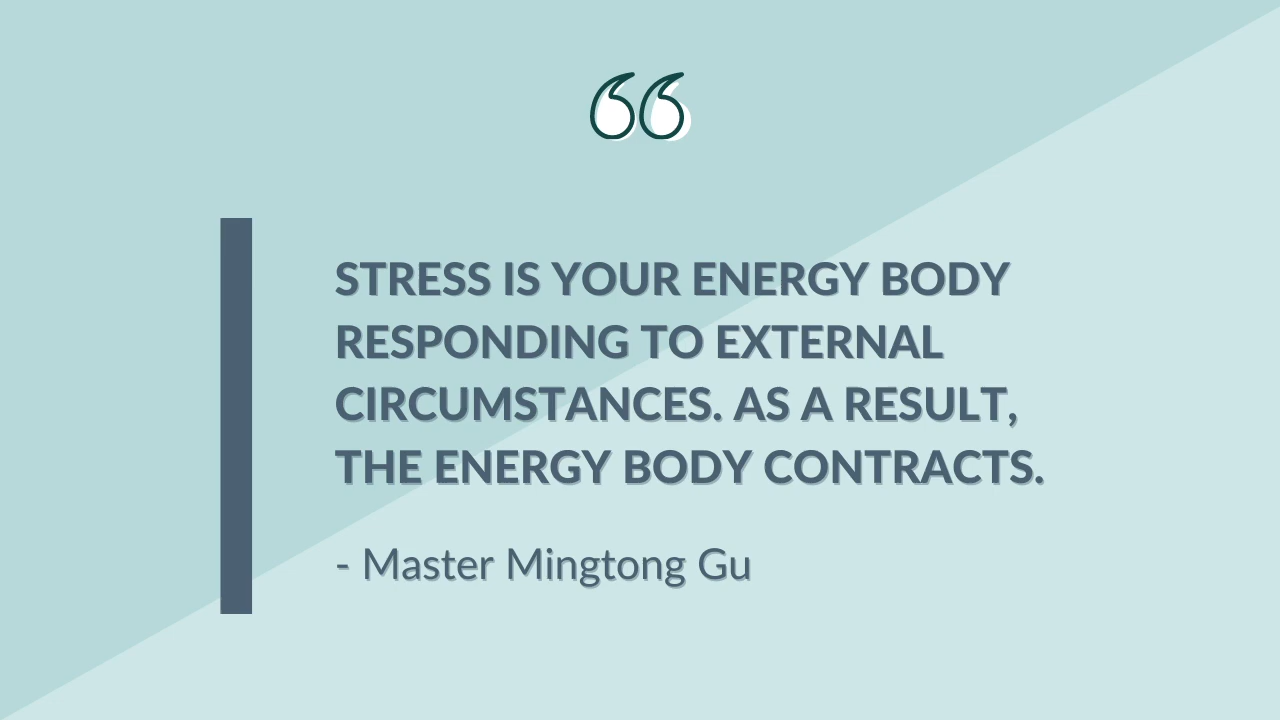 ❝
STRESS IS YOUR ENERGY BODY
RESPONDING TO EXTERNAL
CIRCUMSTANCES. AS A RESULT,
THE ENERGY BODY CONTRACTS.
- Master Mingtong Gu